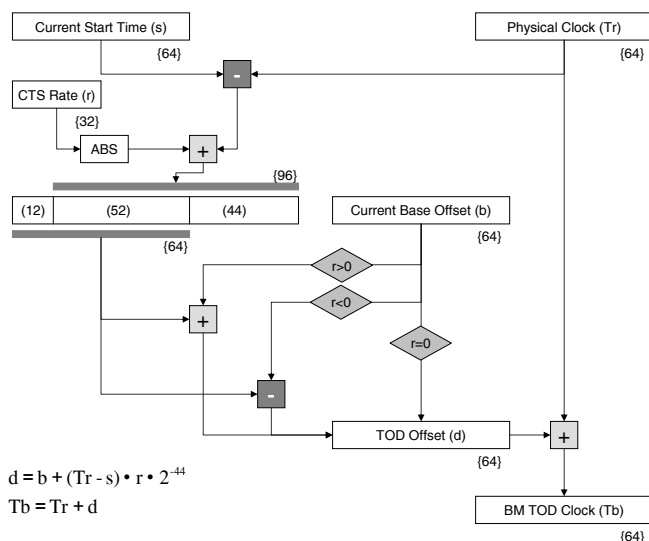 Current Start Time (s)
Physical Clock (Tr)
{64}
{64}
-
CTS Rate (r)
{32}
ABS
+
{96}
(12)
(52)
(44)
Current Base Offset (b)
{64}
{64}
r>0
r<0
+
r=0
-
TOD Offset (d)
+
{64}
d = b + (Tr - s) • r • 2^-44
Tb = Tr + d
BM TOD Clock (Tb)
{64}